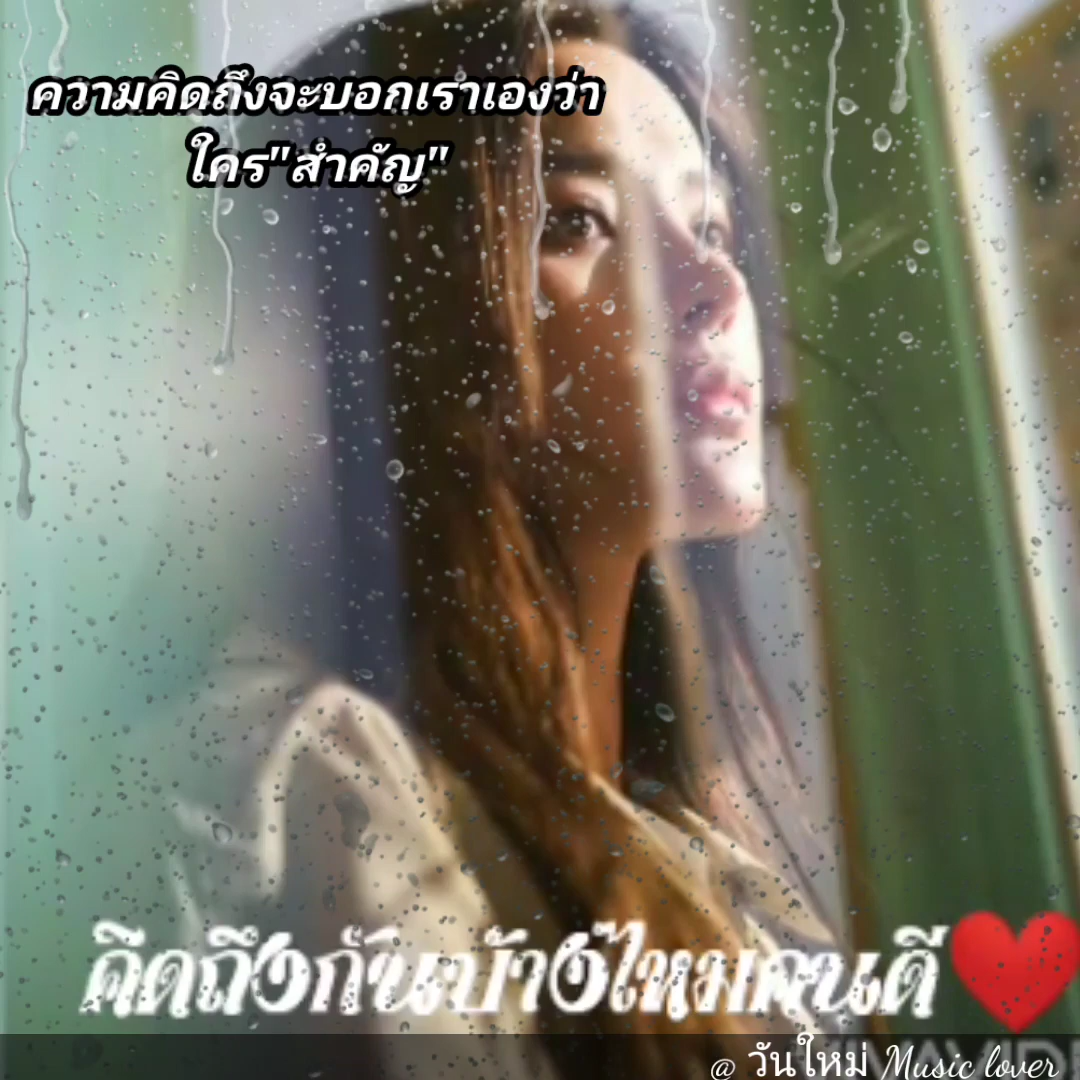 ความคิดถึงจะบอกเราเองว่า
ใคร"สำคัญ"
คิดถึงกันบ้างไหมคนดี
@ วันใหม่ Music lover